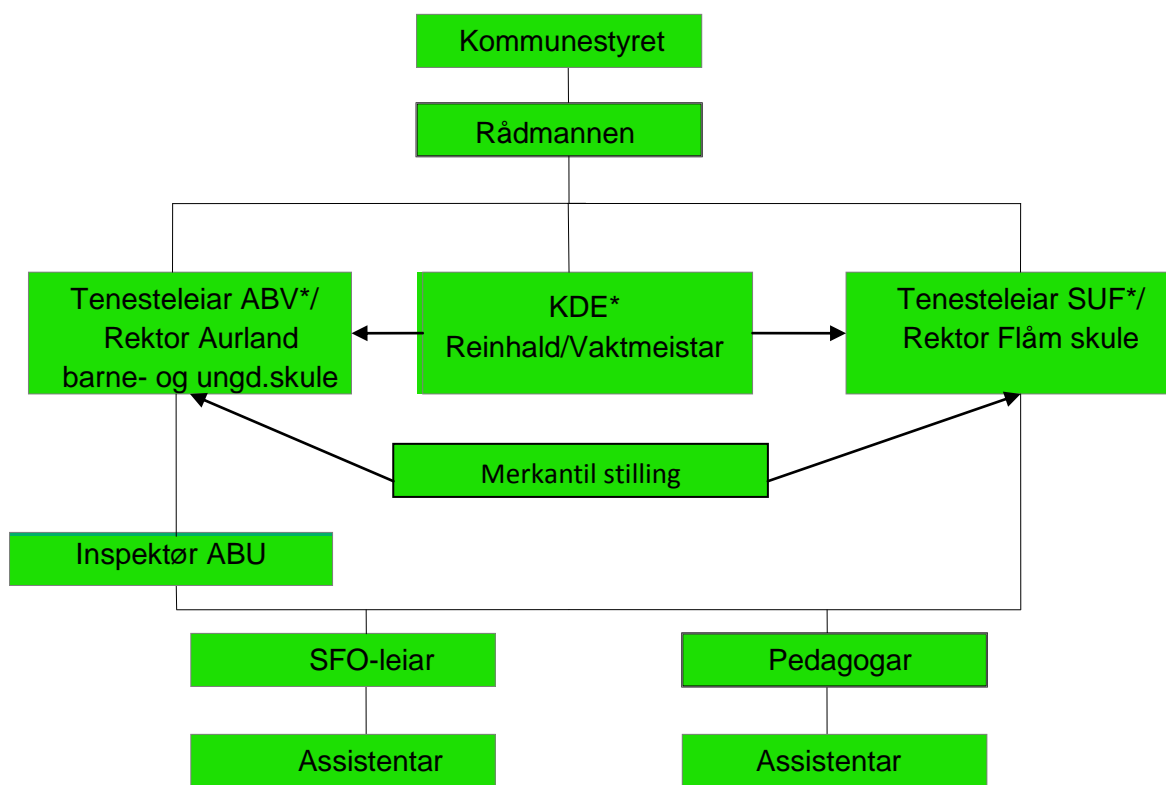 Kommunestyret
Rådmannen
Tenesteleiar ABV*/
Rektor Aurland
barne- og ungd.skule
KDE*
Reinhald/Vaktmeistar
Tenesteleiar SUF*/
Rektor Flåm skule
Merkantil stilling
Inspektør ABU
SFO-leiar
Pedagogar
Assistentar
Assistentar